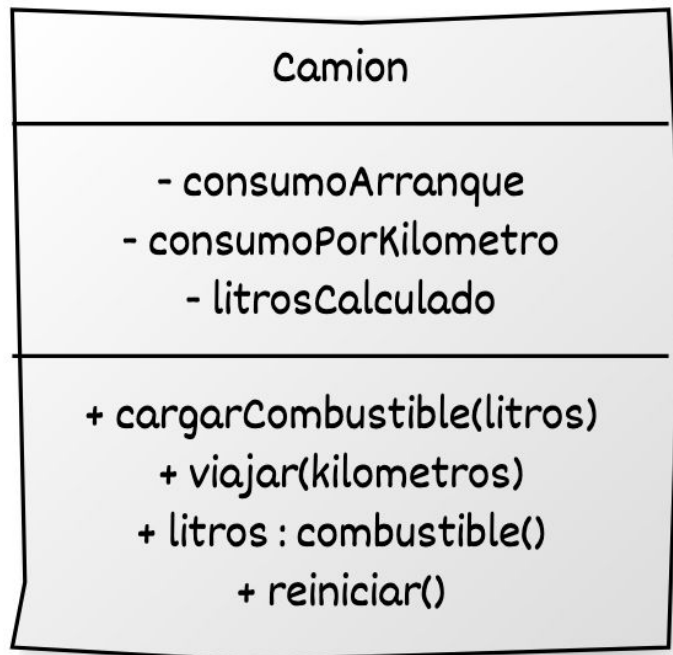 Camion
- consumoArranque
- consumoPorKilometro
- litrosCalculado
+ cargarCombustible(litros)
+ viajar(kilometros)
+ litros : combustible()
+ reiniciar()